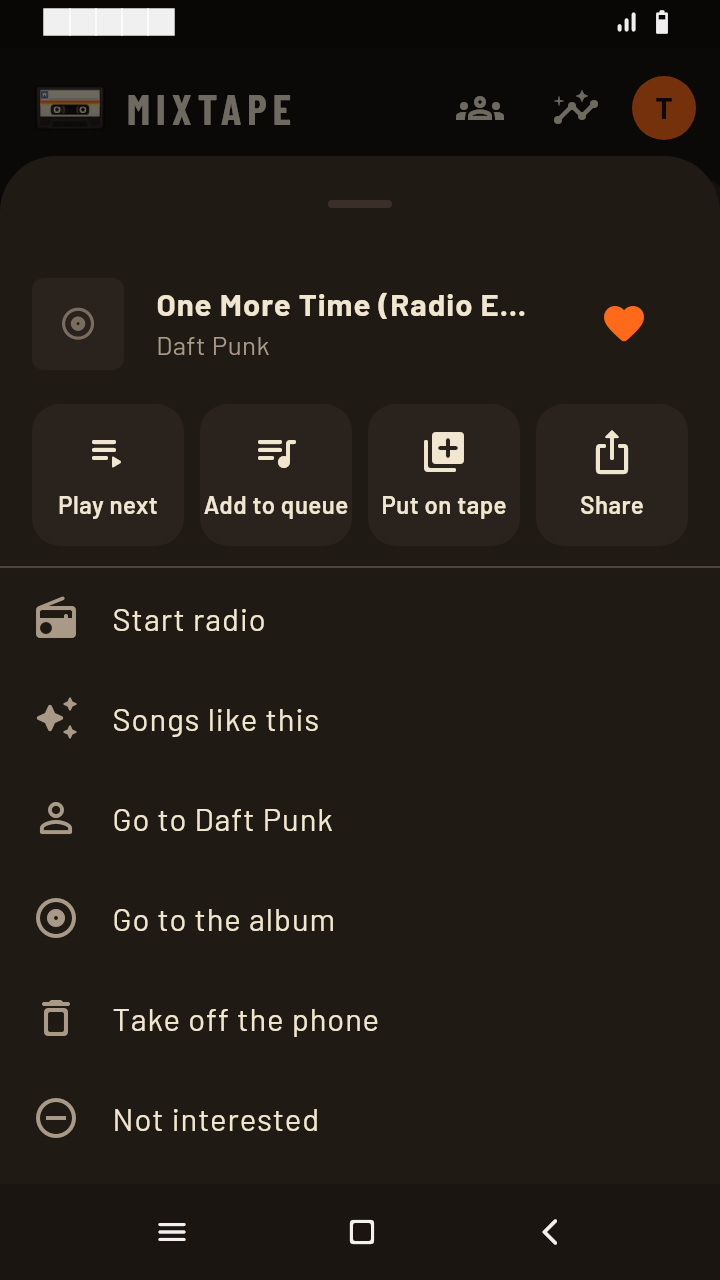 MIXTAPE
T
One More Time (Radio E...
Daft Punk
Play next
Add to queue
Put on tape
Share
Start radio
Songs like this
Go to Daft Punk
Go to the album
Take off the phone
Not interested